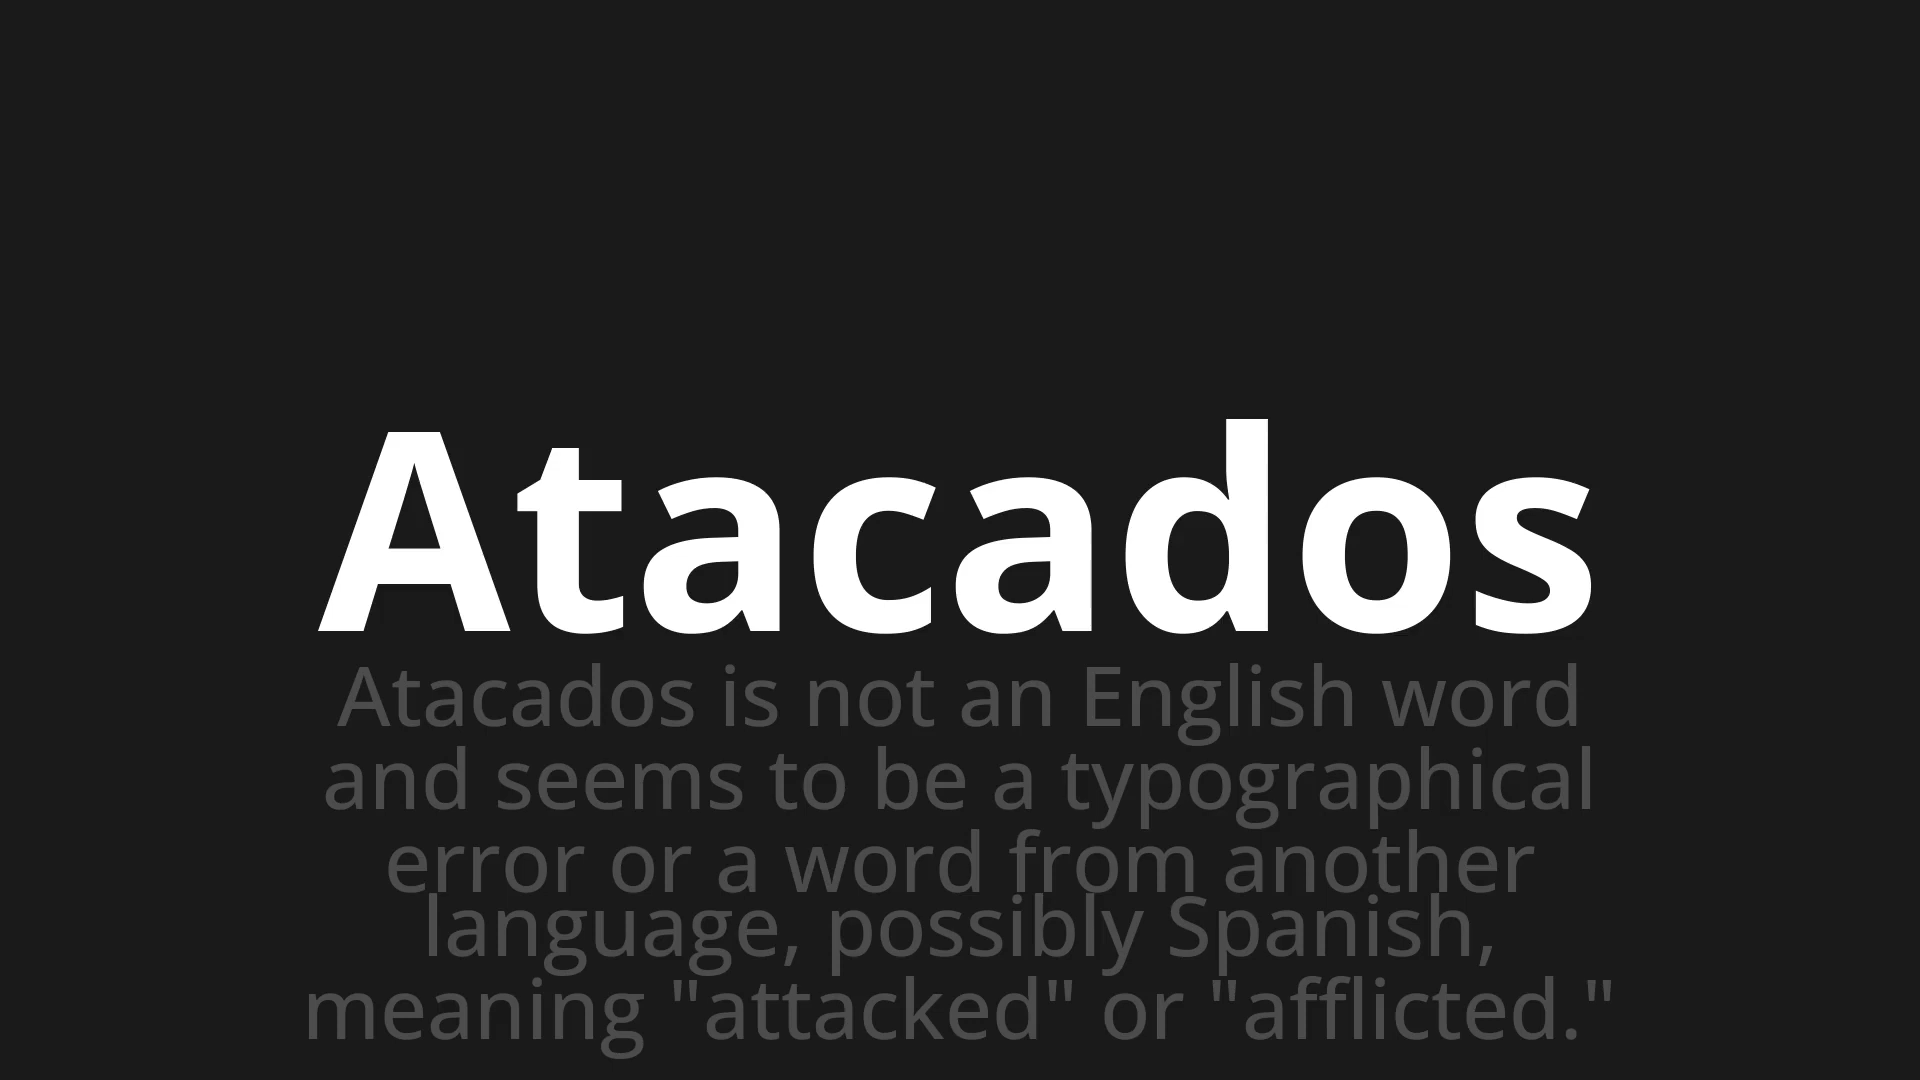 Atacados
Atacados is not an English word
and seems to be a typographical
error or a word from another
language, possibly Spanish,
meaning "attacked" or "afflicted."